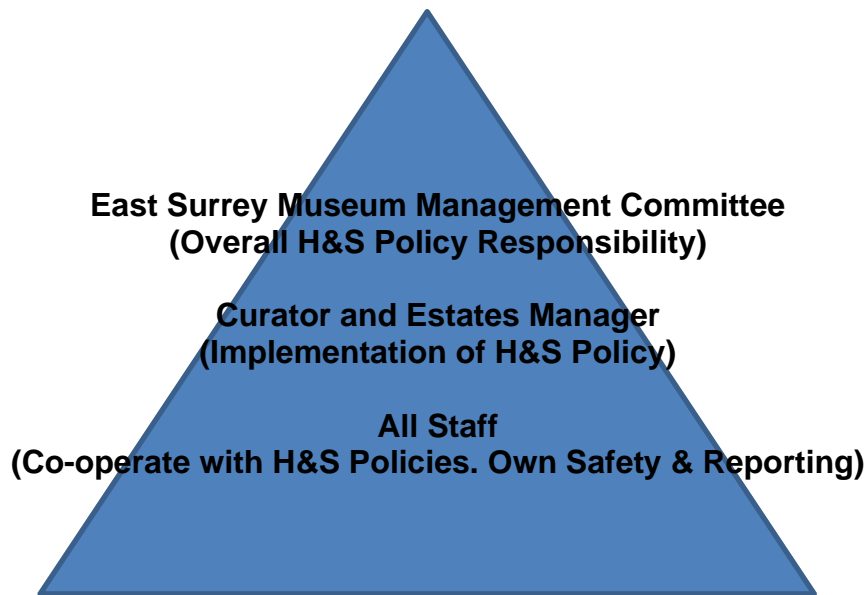 East Surrey Museum Management Committee
(Overall H&S Policy Responsibility)
Curator and Estates Manager
(Implementation of H&S Policy)
All Staff
(Co-operate with H&S Policies. Own Safety & Reporting)